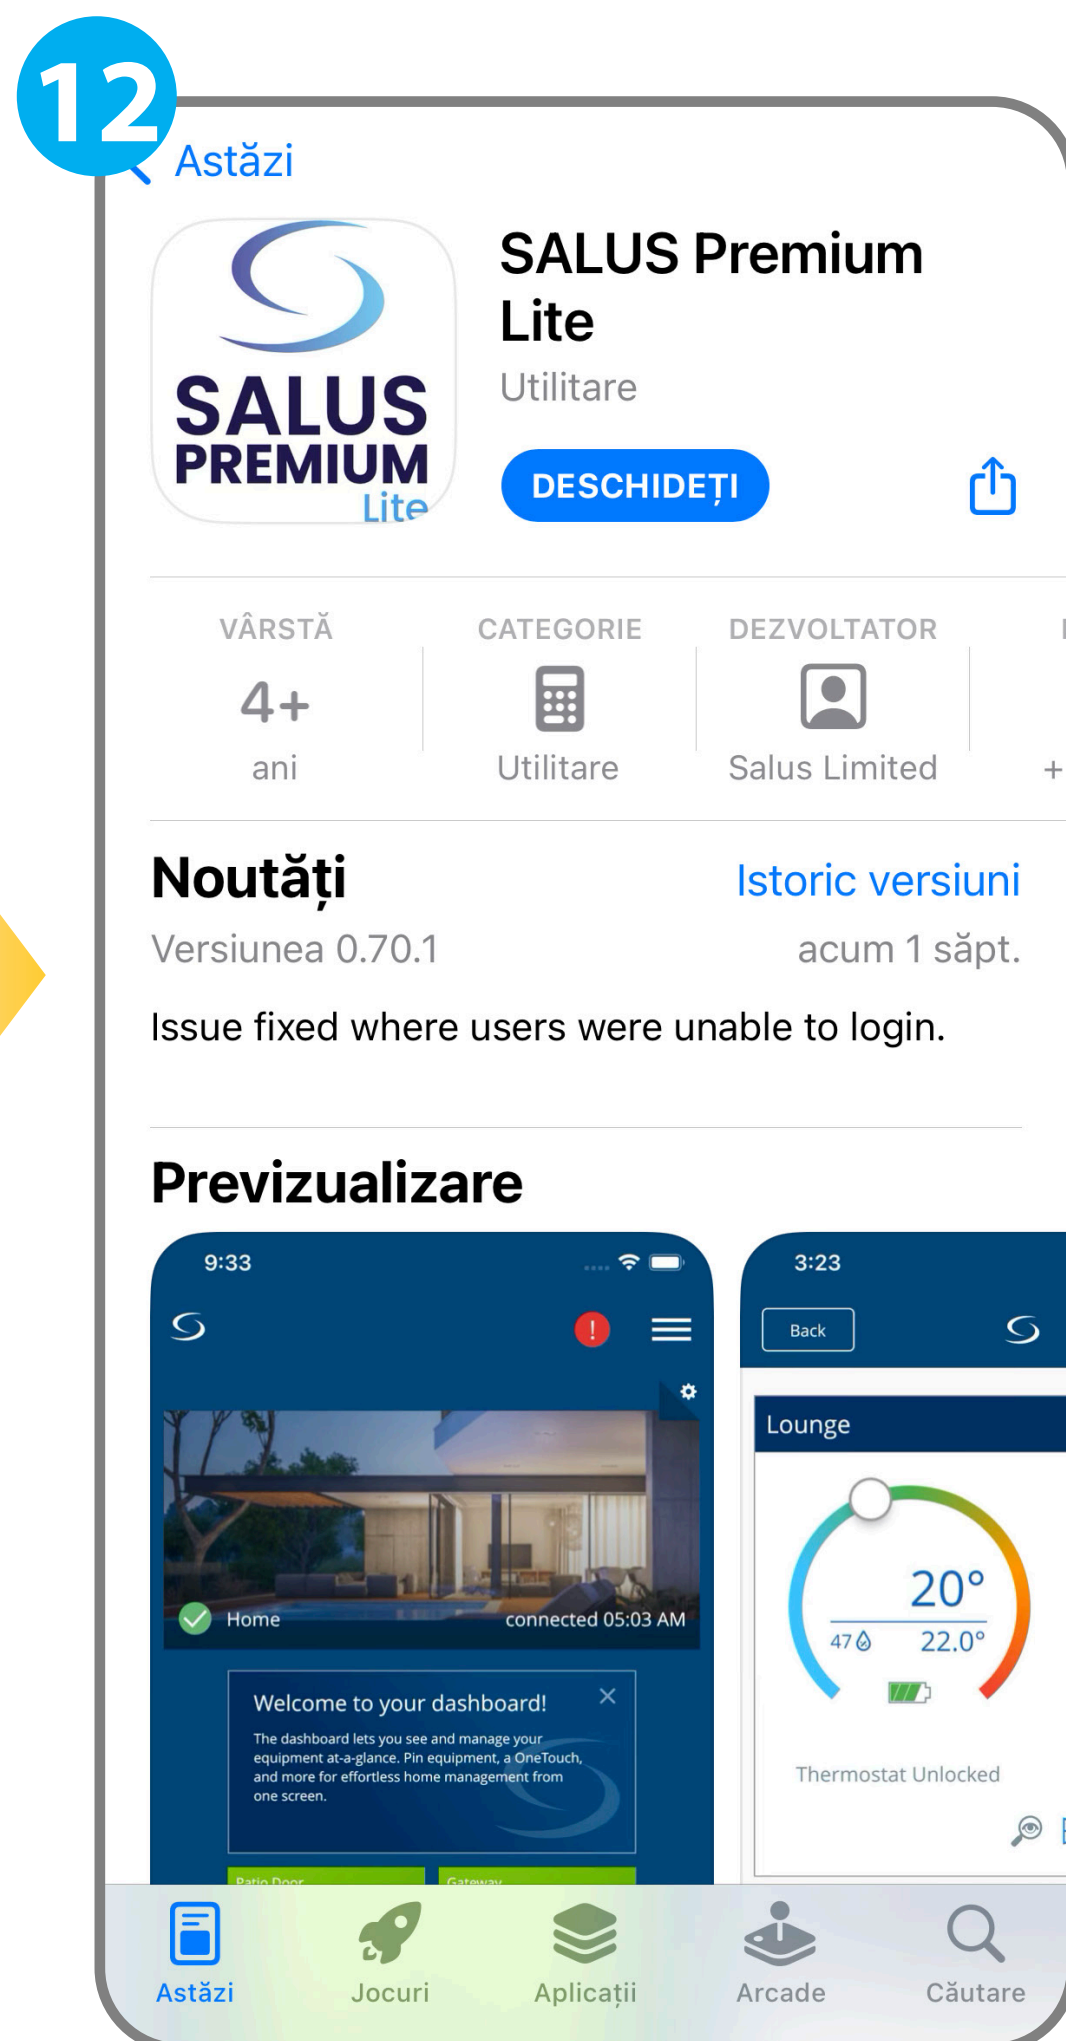 12
Astăzi
SALUS
PREMIUM
Lite
SALUS Premium
Lite
Utilitare
DESCHIDEȚI
VÂRSTĂ
4+
ani
CATEGORIE
Utilitare
DEZVOLTATOR
Salus Limited
+
Noutăți
Istoric versiuni
Versiunea 0.70.1
acum 1 săpt.
Issue fixed where users were unable to login.
Previzualizare
9:33
!
Home
connected 05:03 AM
Welcome to your dashboard!
The dashboard lets you see and manage your
equipment at-a-glance. Pin equipment, a OneTouch,
and more for effortless home management from
one screen.
Patio Door
Gateway
3:23
Back
Lounge
20°
47
22.0°
Thermostat Unlocked
Astăzi
Jocuri
Aplicații
Arcade
Căutare